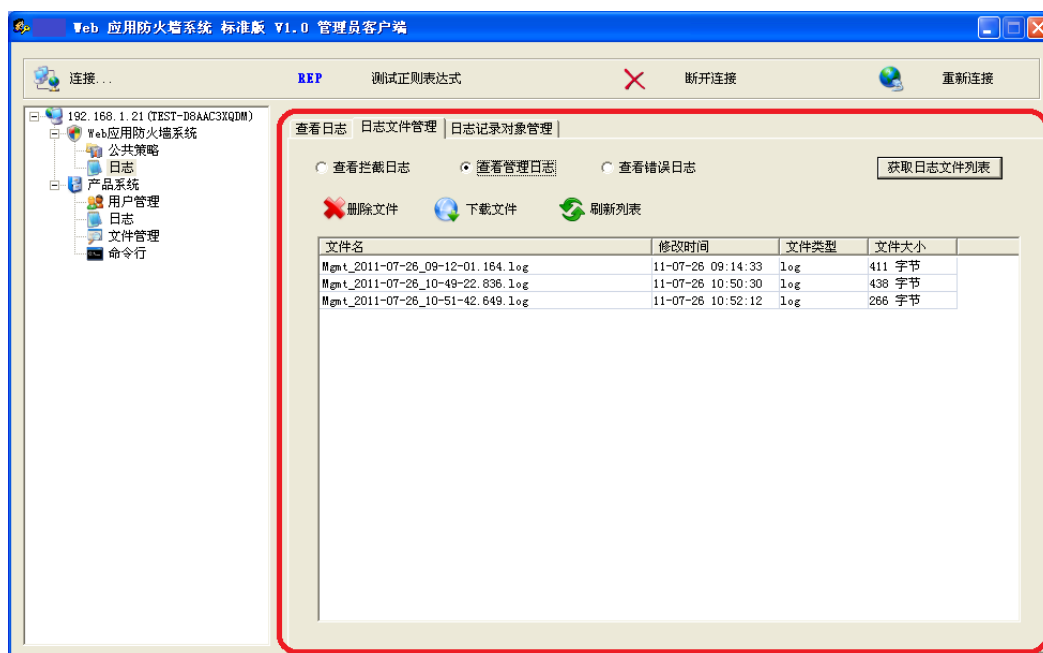 Web 应用防火墙系统 标准版 V1.0 管理员客户端
连接... REP 测试正则表达式 断开连接 重新连接
192.168.1.21(TEST-D8AAC3XQDM)
Web应用防火墙系统
公共策略
日志
产品系统
用户管理
日志
文件管理
命令行
查看日志 日志文件管理 日志记录对象管理
查看拦截日志 查看管理日志 查看错误日志 获取日志文件列表
删除文件 下载文件 刷新列表
文件名 修改时间 文件类型 文件大小
Mgmt_2011-07-26_09-12-01.164.log 11-07-26 09:14:33 log 411 字节
Mgmt_2011-07-26_10-49-22.836.log 11-07-26 10:50:30 log 438 字节
Mgmt_2011-07-26_10-51-42.649.log 11-07-26 10:52:12 log 266 字节